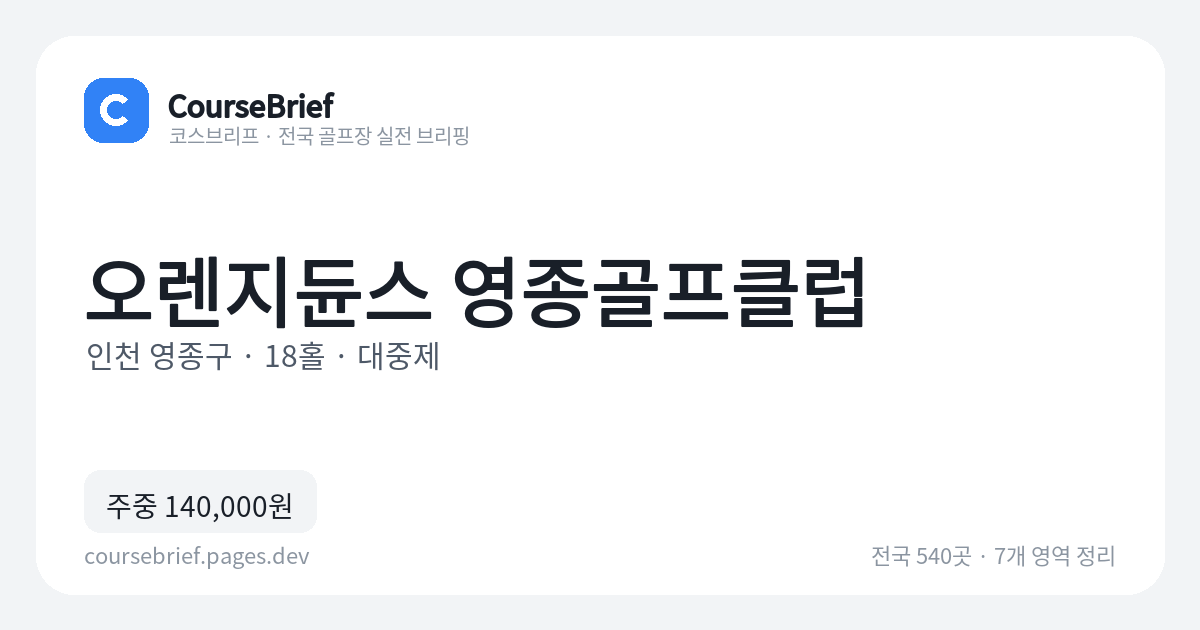 C
CourseBrief
코스브리프 · 전국 골프장 실전 브리핑
오렌지듄스 영종골프클럽
인천 영종구 · 18홀 · 대중제
주중 140,000원
coursebrief.pages.dev
전국 540곳 · 7개 영역 정리